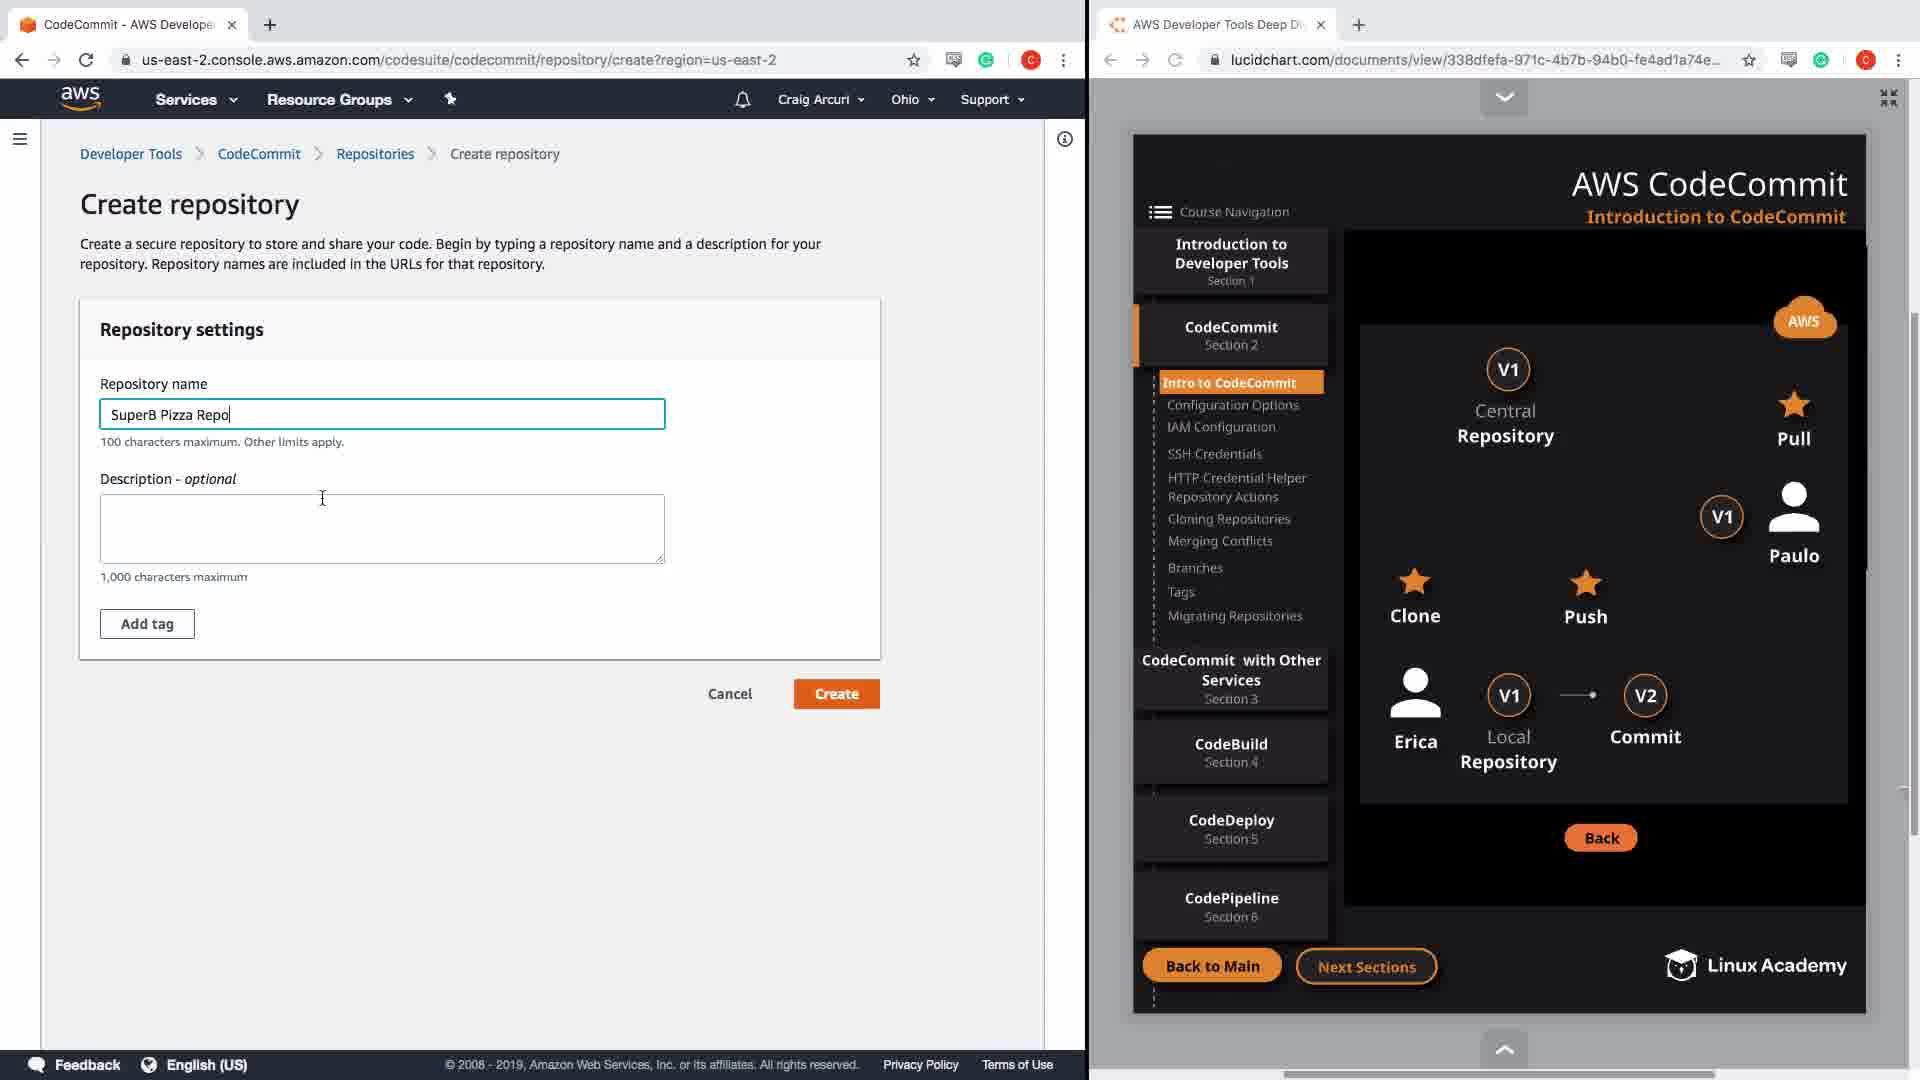 CodeCommit - AWS Develope
us-east-2.console.aws.amazon.com/codesuite/codecommit/repository/create?region=us-east-2
C
aws
Services
Resource Groups
Craig Arcuri
Ohio
Support
Developer Tools
CodeCommit
Repositories
Create repository
Create repository
Create a secure repository to store and share your code. Begin by typing a repository name and a description for your
repository. Repository names are included in the URLs for that repository.
Repository settings
Repository name
SuperB Pizza Repo
100 characters maximum. Other limits apply.
Description - optional
1,000 characters maximum
Add tag
Cancel
Create
Feedback
English (US)
© 2008 - 2019, Amazon Web Services, Inc. or its affiliates. All rights reserved.
Privacy Policy
Terms of Use
AWS Developer Tools Deep Di
lucidchart.com/documents/view/338dfefa-971c-4b7b-94b0-fe4ad1a74e...
C
AWS CodeCommit
Introduction to CodeCommit
Course Navigation
Introduction to
Developer Tools
Section 1
CodeCommit
Section 2
Intro to CodeCommit
Configuration Options
IAM Configuration
SSH Credentials
HTTP Credential Helper
Repository Actions
Cloning Repositories
Merging Conflicts
Branches
Tags
Migrating Repositories
CodeCommit with Other
Services
Section 3
CodeBuild
Section 4
CodeDeploy
Section 5
CodePipeline
Section 6
Back to Main
Next Sections
AWS
V1
Central
Repository
Pull
V1
Paulo
Clone
Push
Erica
V1
Local
Repository
V2
Commit
Back
Linux Academy